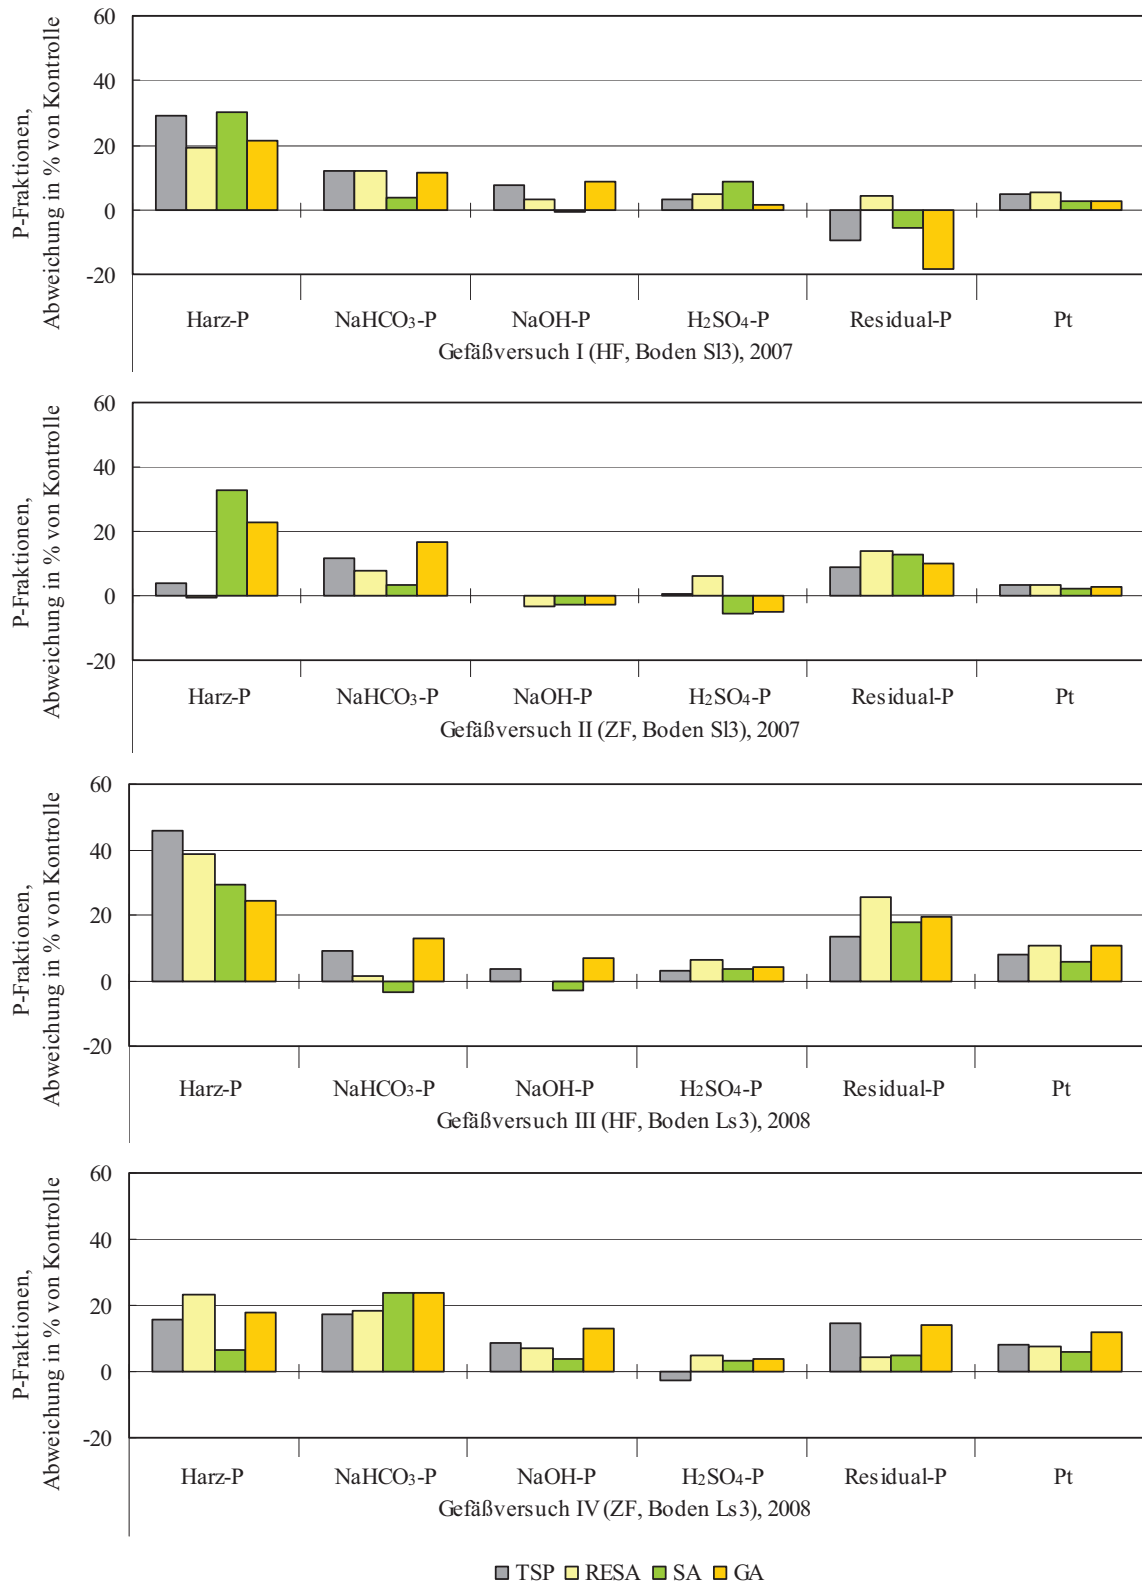 P-Fraktionen,
Abweichung in % von Kontrolle
60
40
20
0
-20
Harz-P NaHCO₃-P NaOH-P H₂SO₄-P Residual-P Pt
Gefäßversuch I (HF, Boden Sl3), 2007
P-Fraktionen,
Abweichung in % von Kontrolle
60
40
20
0
-20
Harz-P NaHCO₃-P NaOH-P H₂SO₄-P Residual-P Pt
Gefäßversuch II (ZF, Boden Sl3), 2007
P-Fraktionen,
Abweichung in % von Kontrolle
60
40
20
0
-20
Harz-P NaHCO₃-P NaOH-P H₂SO₄-P Residual-P Pt
Gefäßversuch III (HF, Boden Ls3), 2008
P-Fraktionen,
Abweichung in % von Kontrolle
60
40
20
0
-20
Harz-P NaHCO₃-P NaOH-P H₂SO₄-P Residual-P Pt
Gefäßversuch IV (ZF, Boden Ls3), 2008
TSP RESA SA GA